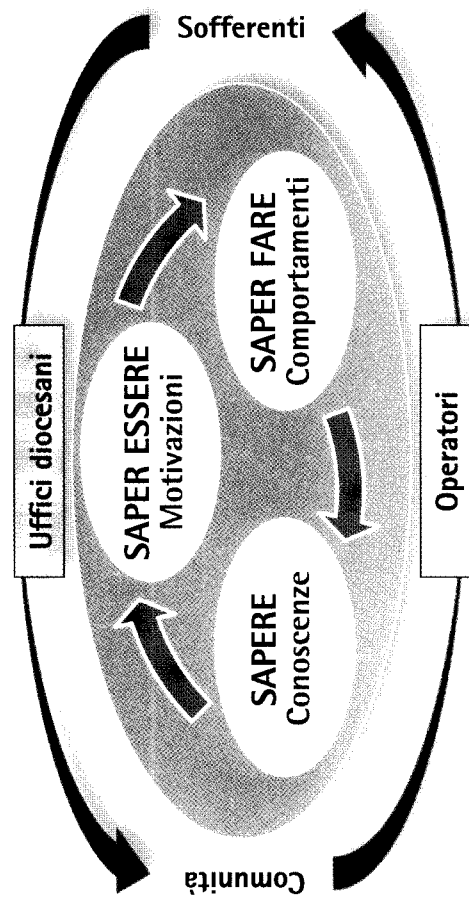 Uffici diocesani
Sofferenti
SAPER ESSERE
Motivazioni
SAPERE
Conoscenze
SAPER FARE
Comportamenti
Operatori
Comunità